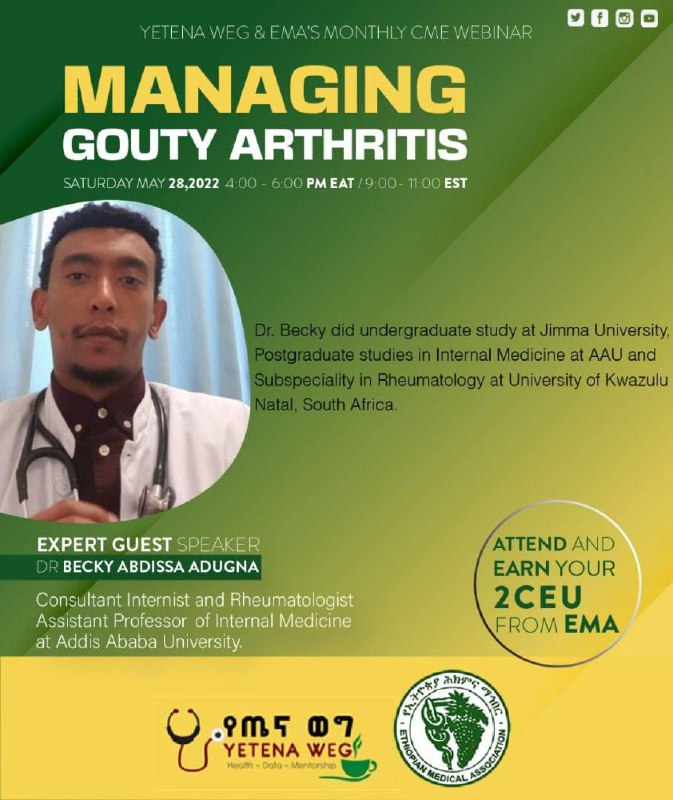 YETENA WEG & EMA'S MONTHLY CME WEBINAR
MANAGING
GOUTY ARTHRITIS
SATURDAY MAY 28,2022 4:00 - 6:00 PM EAT / 9:00 - 11:00 EST
Dr. Becky did undergraduate study at Jimma University,
Postgraduate studies in Internal Medicine at AAU and
Subspeciality in Rheumatology at University of Kwazulu
Natal, South Africa.
EXPERT GUEST SPEAKER
DR BECKY ABDISSA ADUGNA
Consultant Internist and Rheumatologist
Assistant Professor of Internal Medicine
at Addis Ababa University.
ATTEND AND
EARN YOUR
2CEU
FROM EMA
የጤና ወግ
YETENA WEG
Health - Data - Mentorship
የኢትዮጵያ ሕክምና ማኅበር
ETHIOPIAN MEDICAL ASSOCIATION